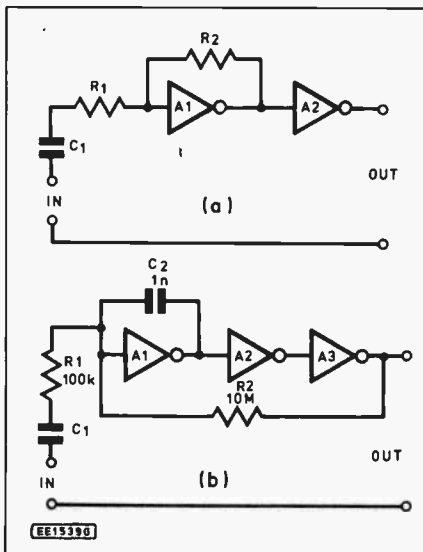 R2
R1
A1
A2
C1
IN
OUT
(a)
C2
1n
A1
A2
A3
R1
100k
R2
10M
C1
IN
OUT
(b)
EE1539G